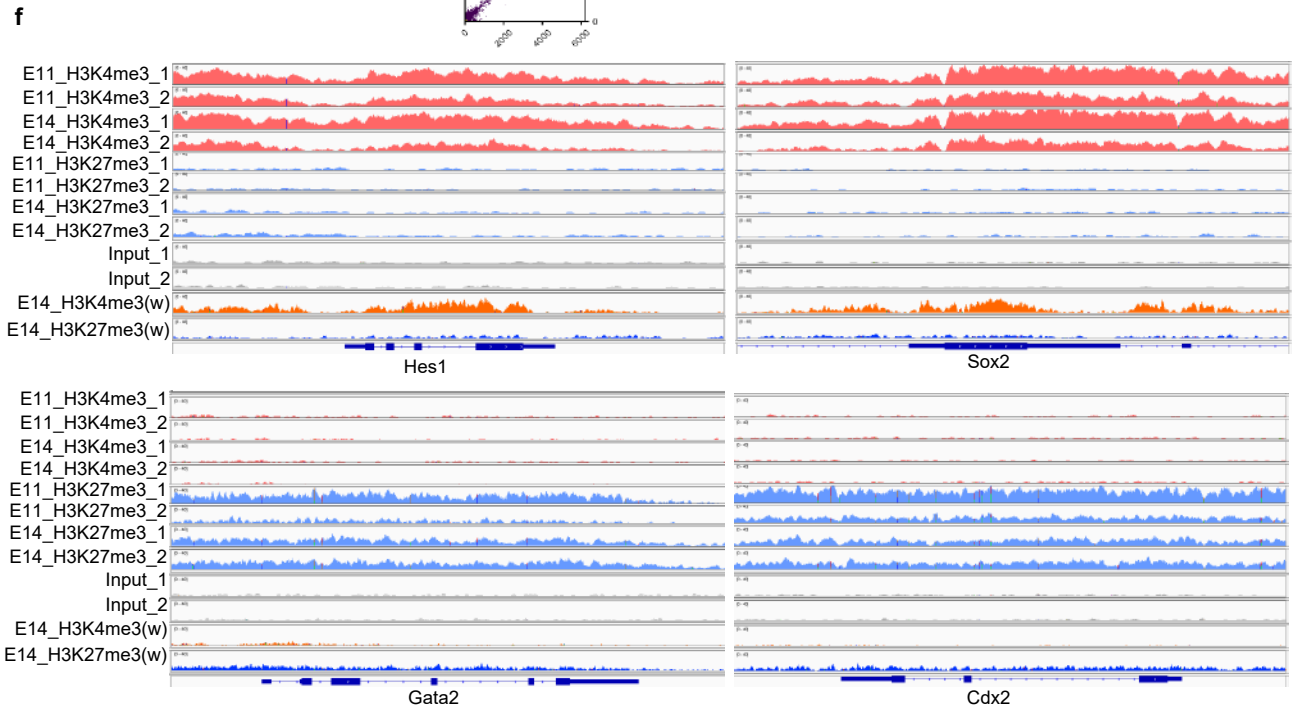 f
0
0 2000 4000 6000
E11_H3K4me3_1
E11_H3K4me3_2
E14_H3K4me3_1
E14_H3K4me3_2
E11_H3K27me3_1
E11_H3K27me3_2
E14_H3K27me3_1
E14_H3K27me3_2
Input_1
Input_2
E14_H3K4me3(w)
E14_H3K27me3(w)
Hes1
Sox2
E11_H3K4me3_1
E11_H3K4me3_2
E14_H3K4me3_1
E14_H3K4me3_2
E11_H3K27me3_1
E11_H3K27me3_2
E14_H3K27me3_1
E14_H3K27me3_2
Input_1
Input_2
E14_H3K4me3(w)
E14_H3K27me3(w)
Gata2
Cdx2